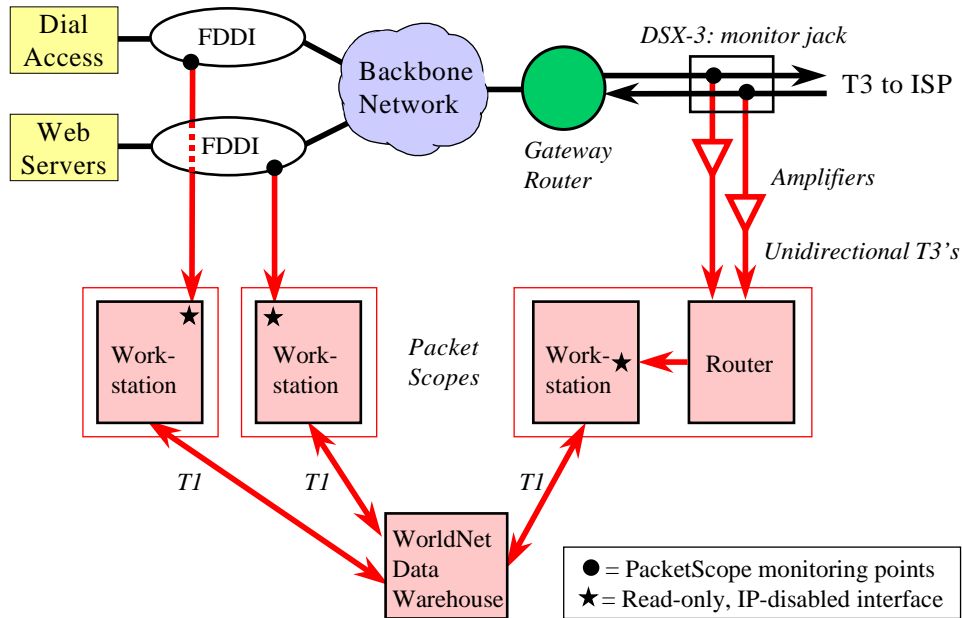 Dial
Access
FDDI
Backbone
Network
DSX-3: monitor jack
T3 to ISP
Web
Servers
FDDI
Gateway
Router
Amplifiers
Unidirectional T3's
Work-
station
Work-
station
Packet
Scopes
Work-
station
Router
T1
T1
T1
WorldNet
Data
Warehouse
= PacketScope monitoring points
= Read-only, IP-disabled interface